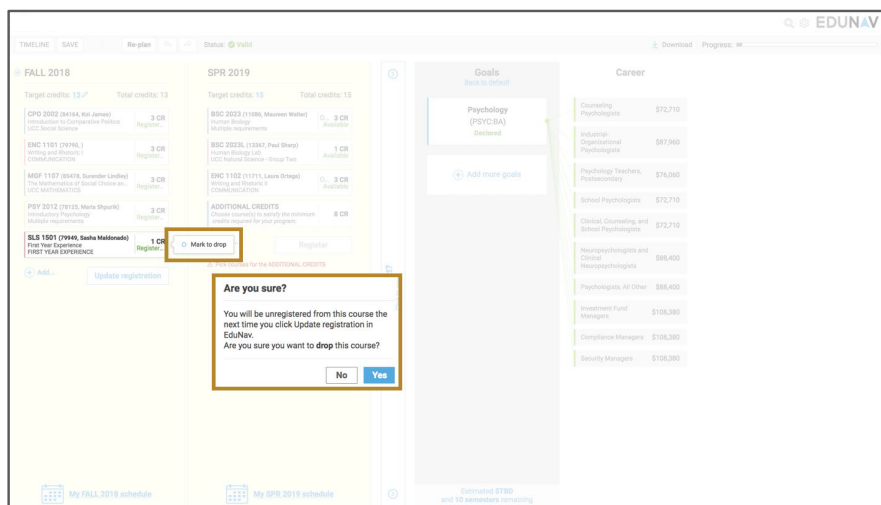 EDUNAV
TIMELINE SAVE Re-plan Status: Valid Download Progress:
FALL 2018
Target credits: 13 Total credits: 13
CPO 2002 (84164, Itai James) 3 CR
Introduction to Comparative Politics Register...
UCC Social Science
ENC 1101 (79790, ) 3 CR
Writing and Rhetoric I Register...
COMMUNICATION
MGF 1107 (85478, Surender Lindley) 3 CR
The Mathematics of Social Choice an... Register...
UCC MATHEMATICS
PSY 2012 (78125, Maria Shpurik) 3 CR
Introductory Psychology Register...
Multiple requirements
SLS 1501 (79949, Sasha Maldonado) 1 CR
First Year Experience Register...
FIRST YEAR EXPERIENCE
Mark to drop
Add... Update registration
My FALL 2018 schedule
SPR 2019
Target credits: 15 Total credits: 15
BSC 2023 (11686, Maureen Walter) 3 CR
Human Biology Available
Multiple requirements
BSC 2023L (13367, Paul Sharp) 1 CR
Human Biology Lab Available
UCC Natural Science - Group Two
ENC 1102 (11711, Laura Ortega) 3 CR
Writing and Rhetoric II Available
COMMUNICATION
ADDITIONAL CREDITS 8 CR
Choose course(s) to satisfy the minimum
credits required for your program.
Register
Pick courses for the ADDITIONAL CREDITS
Are you sure?
You will be unregistered from this course the
next time you click Update registration in
EduNav.
Are you sure you want to drop this course?
No Yes
My SPR 2019 schedule
Goals
Back to default
Psychology
(PSYC:BA)
Declared
Add more goals
Estimated $TBD
and 10 semesters remaining
Career
Counseling
Psychologists $72,710
Industrial-
Organizational $87,960
Psychologists
Psychology Teachers, $76,060
Postsecondary
School Psychologists $72,710
Clinical, Counseling, and $72,710
School Psychologists
Neuropsychologists and
Clinical $88,400
Neuropsychologists
Psychologists, All Other $88,400
Investment Fund $108,380
Managers
Compliance Managers $108,380
Security Managers $108,380